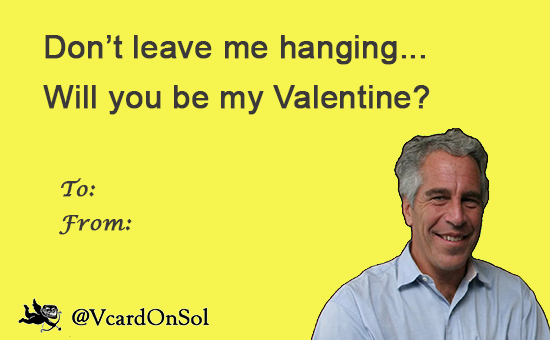 Don't leave me hanging...
Will you be my Valentine?
To:
From:
@VcardOnSol